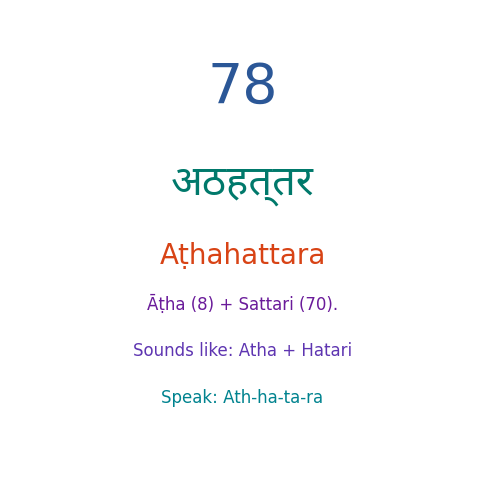 78
अठहत्तर
Aṭhahattara
Āṭha (8) + Sattari (70).
Sounds like: Atha + Hatari
Speak: Ath-ha-ta-ra